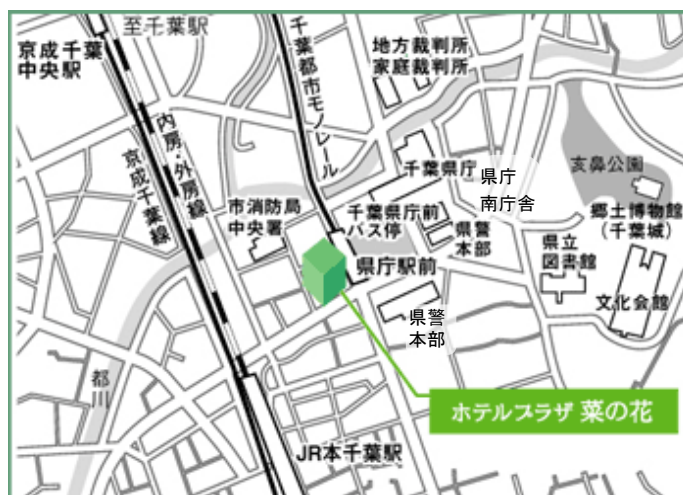 至千葉駅
京成千葉
中央駅
千葉都市モノレール
地方裁判所
家庭裁判所
内房・外房線
京成千葉線
千葉県庁
県庁
南庁舎
亥鼻公園
市消防局
中央署
千葉県庁前
バス停
県警
本部
郷土博物館
(千葉城)
県立
図書館
県庁駅前
文化会館
県警
本部
都川
ホテルプラザ 菜の花
JR本千葉駅